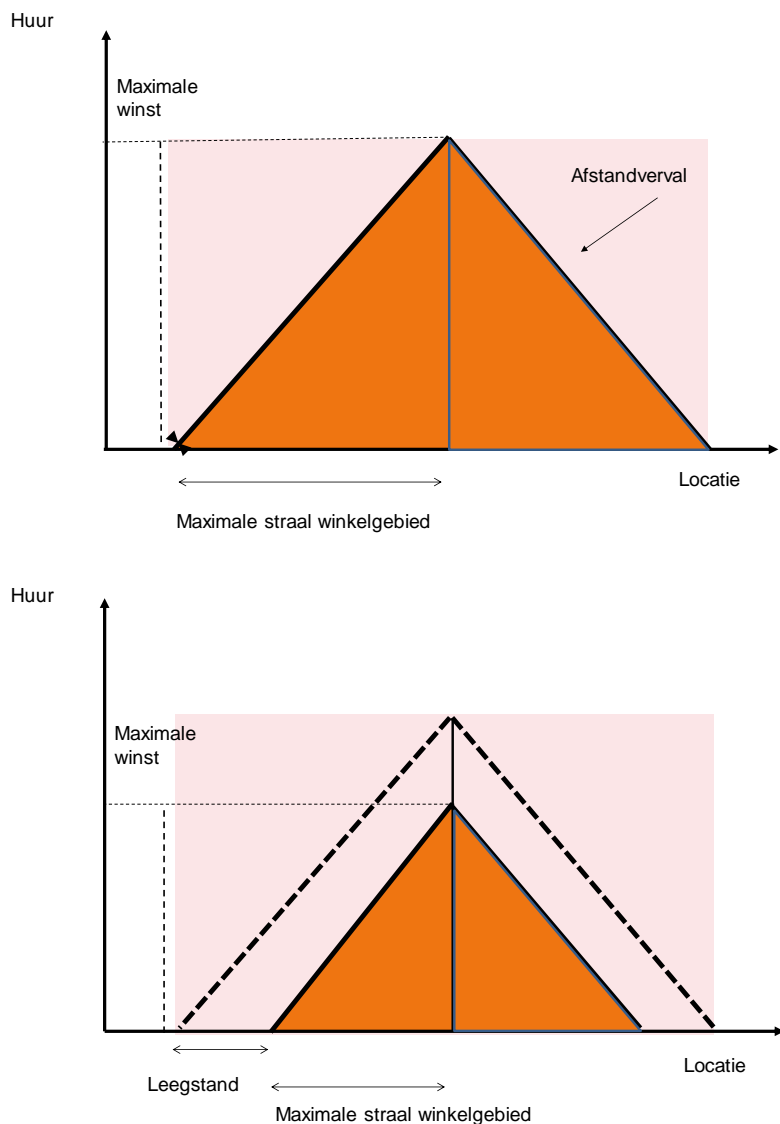 Huur
Maximale
winst
Afstandverval
Locatie
Maximale straal winkelgebied
Huur
Maximale
winst
Locatie
Leegstand
Maximale straal winkelgebied